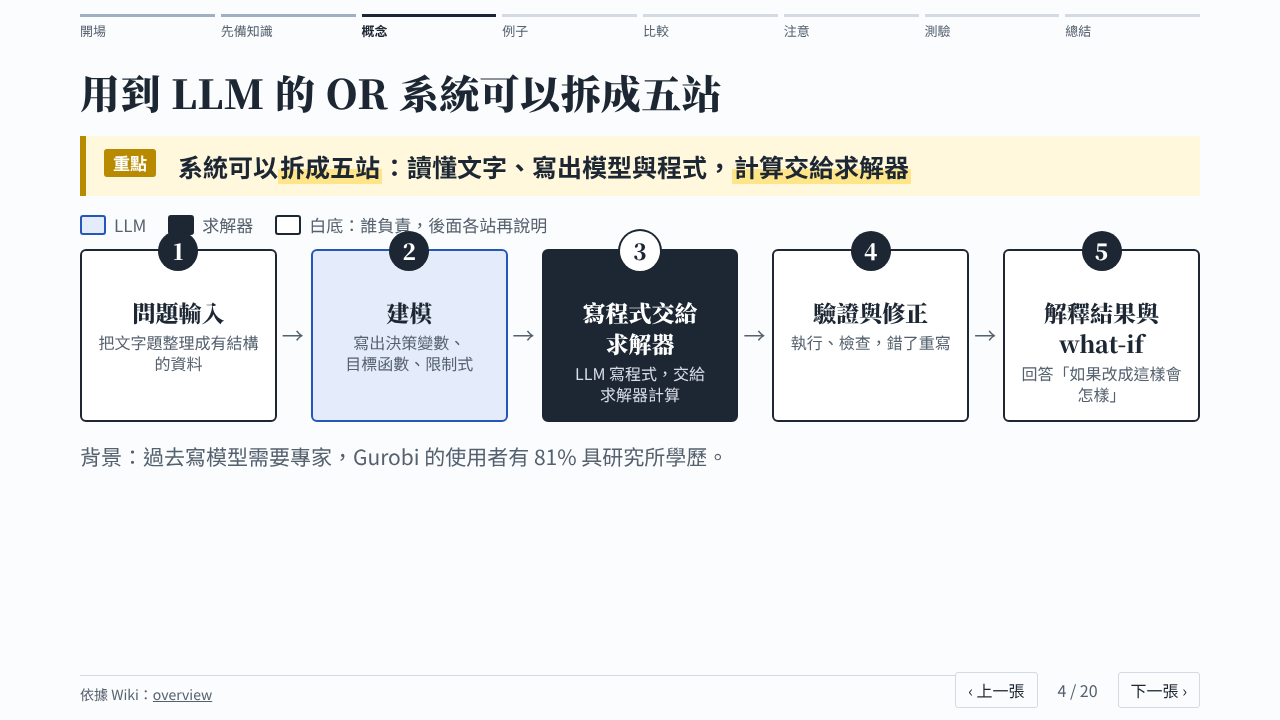 開場
先備知識
概念
例子
比較
注意
測驗
總結
用到 LLM 的 OR 系統可以拆成五站
重點 系統可以拆成五站：讀懂文字、寫出模型與程式，計算交給求解器
LLM 求解器 白底：誰負責，後面各站再說明
1
問題輸入
把文字題整理成有結構
的資料
→
2
建模
寫出決策變數、
目標函數、限制式
→
3
寫程式交給
求解器
LLM 寫程式，交給
求解器計算
→
4
驗證與修正
執行、檢查，錯了重寫
→
5
解釋結果與
what-if
回答「如果改成這樣會
怎樣」
背景：過去寫模型需要專家，Gurobi 的使用者有 81% 具研究所學歷。
依據 Wiki：overview
‹ 上一張
4 / 20
下一張 ›